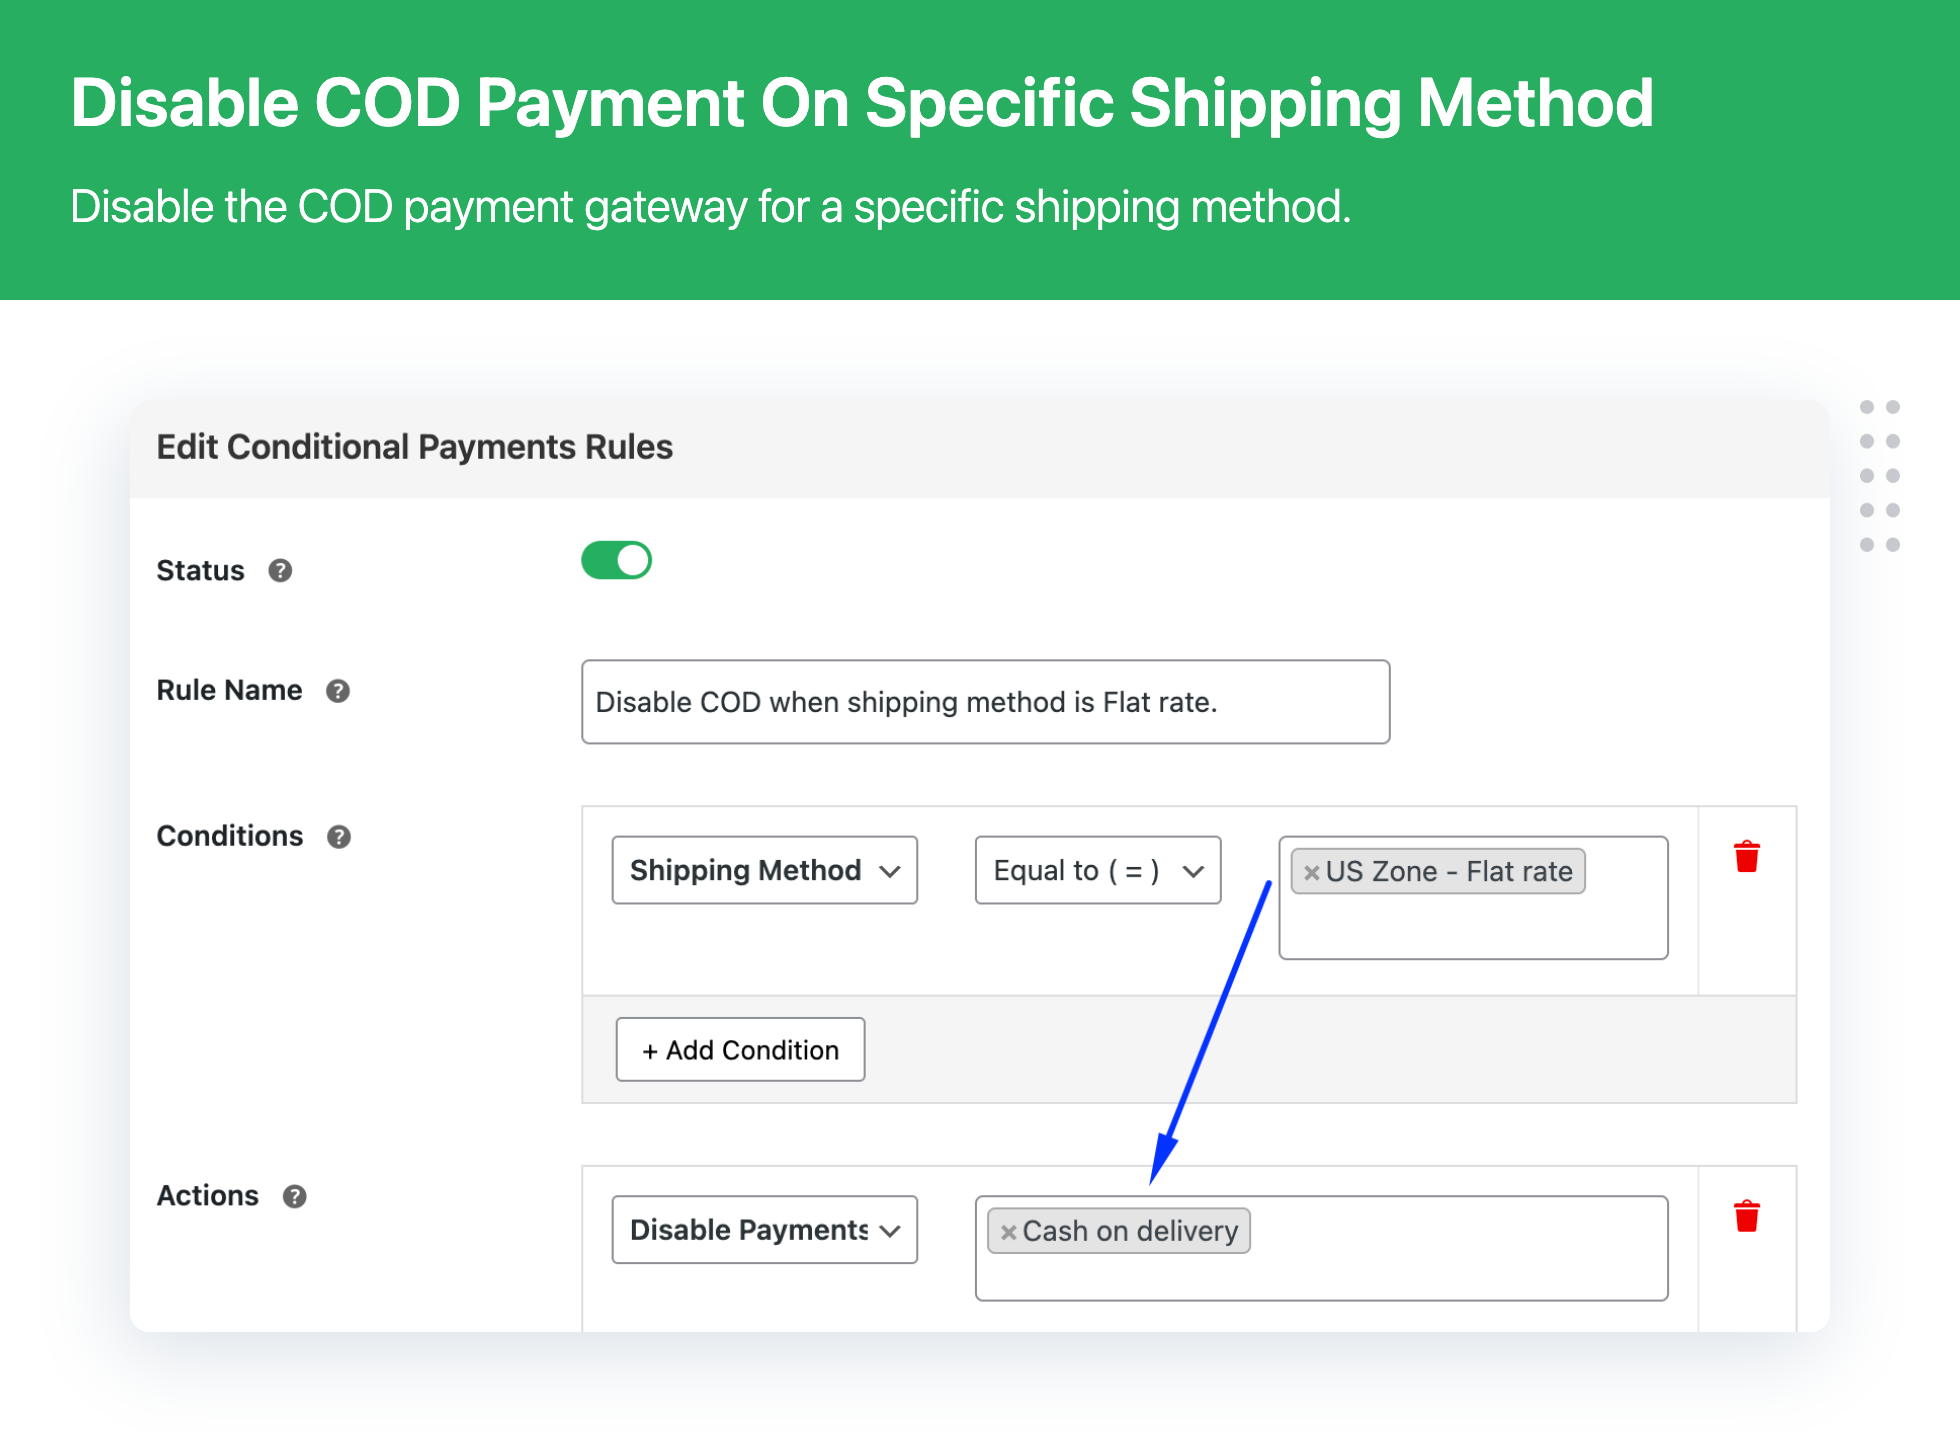 Disable COD Payment On Specific Shipping Method
Disable the COD payment gateway for a specific shipping method.
Edit Conditional Payments Rules
Status ?
Rule Name ?
Disable COD when shipping method is Flat rate.
Conditions ?
Shipping Method
Equal to ( = )
×US Zone - Flat rate
+ Add Condition
Actions ?
Disable Payments
×Cash on delivery